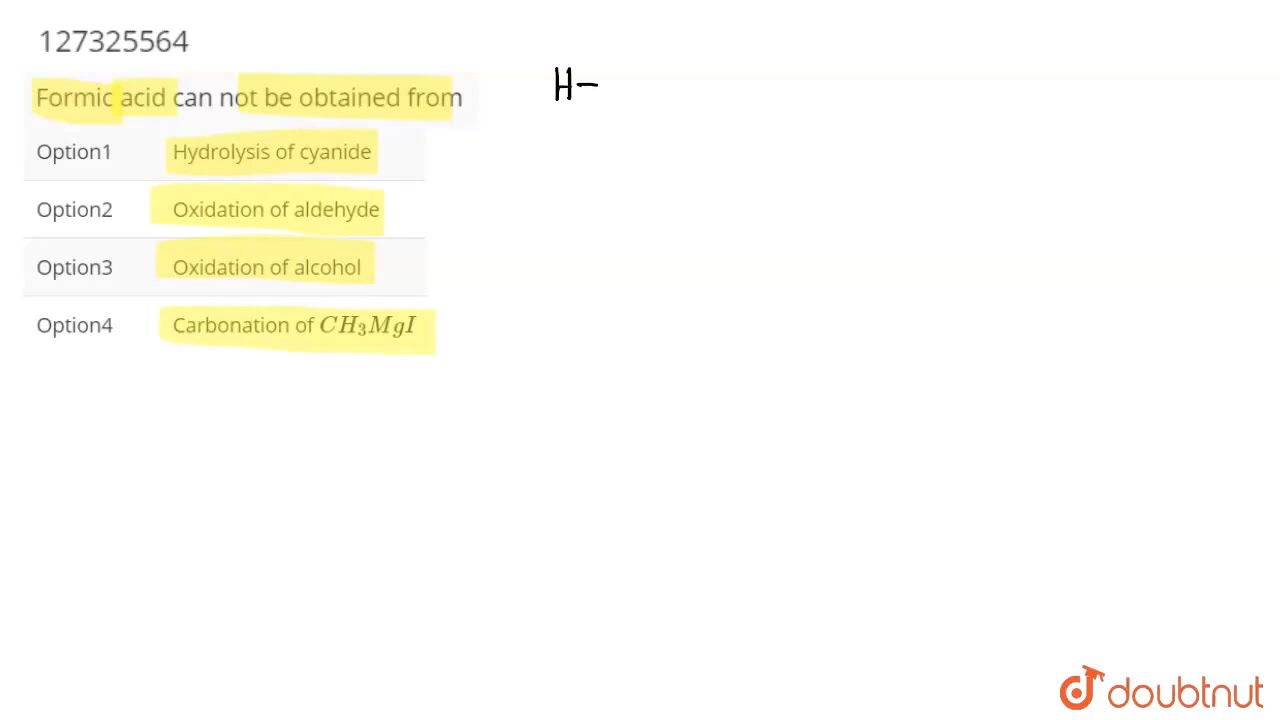 127325564
Formic acid can not be obtained from
H-
Option1 Hydrolysis of cyanide
Option2 Oxidation of aldehyde
Option3 Oxidation of alcohol
Option4 Carbonation of CH₃MgI
doubtnut